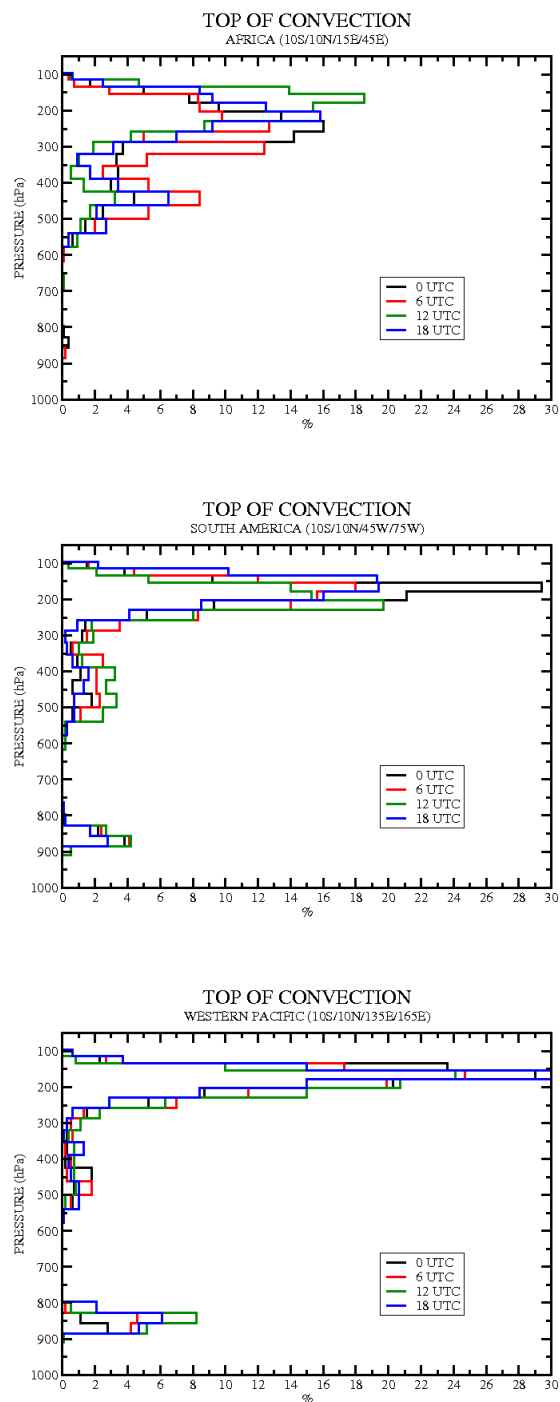 TOP OF CONVECTION
AFRICA (10S/10N/15E/45E)
100
200
300
400
500
600
700
800
900
1000
PRESSURE (hPa)
0 UTC
6 UTC
12 UTC
18 UTC
0 2 4 6 8 10 12 14 16 18 20 22 24 26 28 30
%
TOP OF CONVECTION
SOUTH AMERICA (10S/10N/45W/75W)
100
200
300
400
500
600
700
800
900
1000
PRESSURE (hPa)
0 UTC
6 UTC
12 UTC
18 UTC
0 2 4 6 8 10 12 14 16 18 20 22 24 26 28 30
%
TOP OF CONVECTION
WESTERN PACIFIC (10S/10N/135E/165E)
100
200
300
400
500
600
700
800
900
1000
PRESSURE (hPa)
0 UTC
6 UTC
12 UTC
18 UTC
0 2 4 6 8 10 12 14 16 18 20 22 24 26 28 30
%